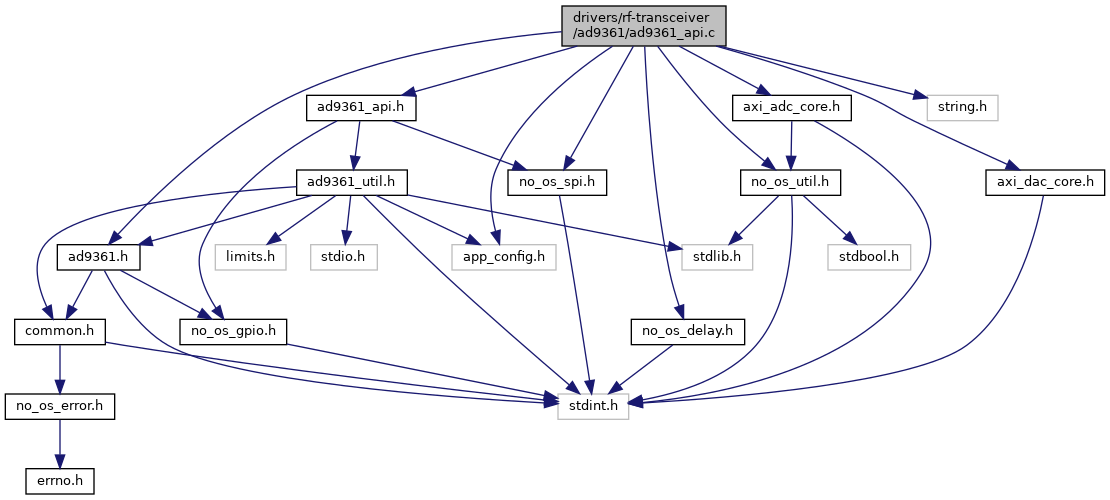 drivers/rf-transceiver
/ad9361/ad9361_api.c
ad9361_api.h
axi_adc_core.h
string.h
ad9361_util.h
no_os_spi.h
no_os_util.h
axi_dac_core.h
ad9361.h
limits.h
stdio.h
app_config.h
stdlib.h
stdbool.h
common.h
no_os_gpio.h
no_os_delay.h
no_os_error.h
stdint.h
errno.h